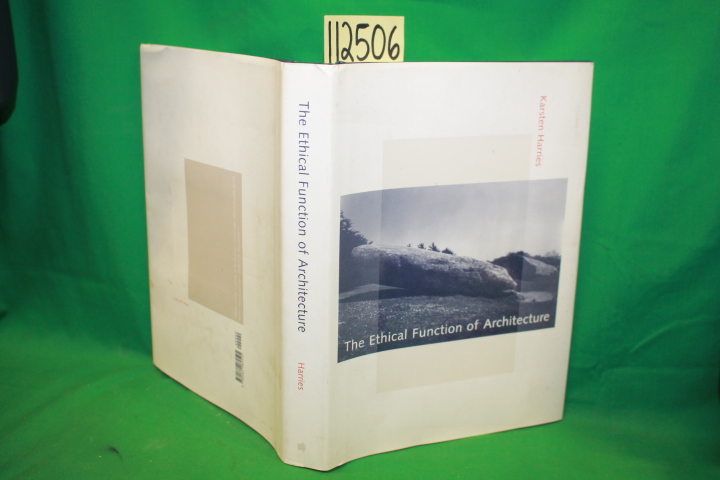 112506
The Ethical Function of Architecture
Harries
Karsten Harries
The Ethical Function of Architecture